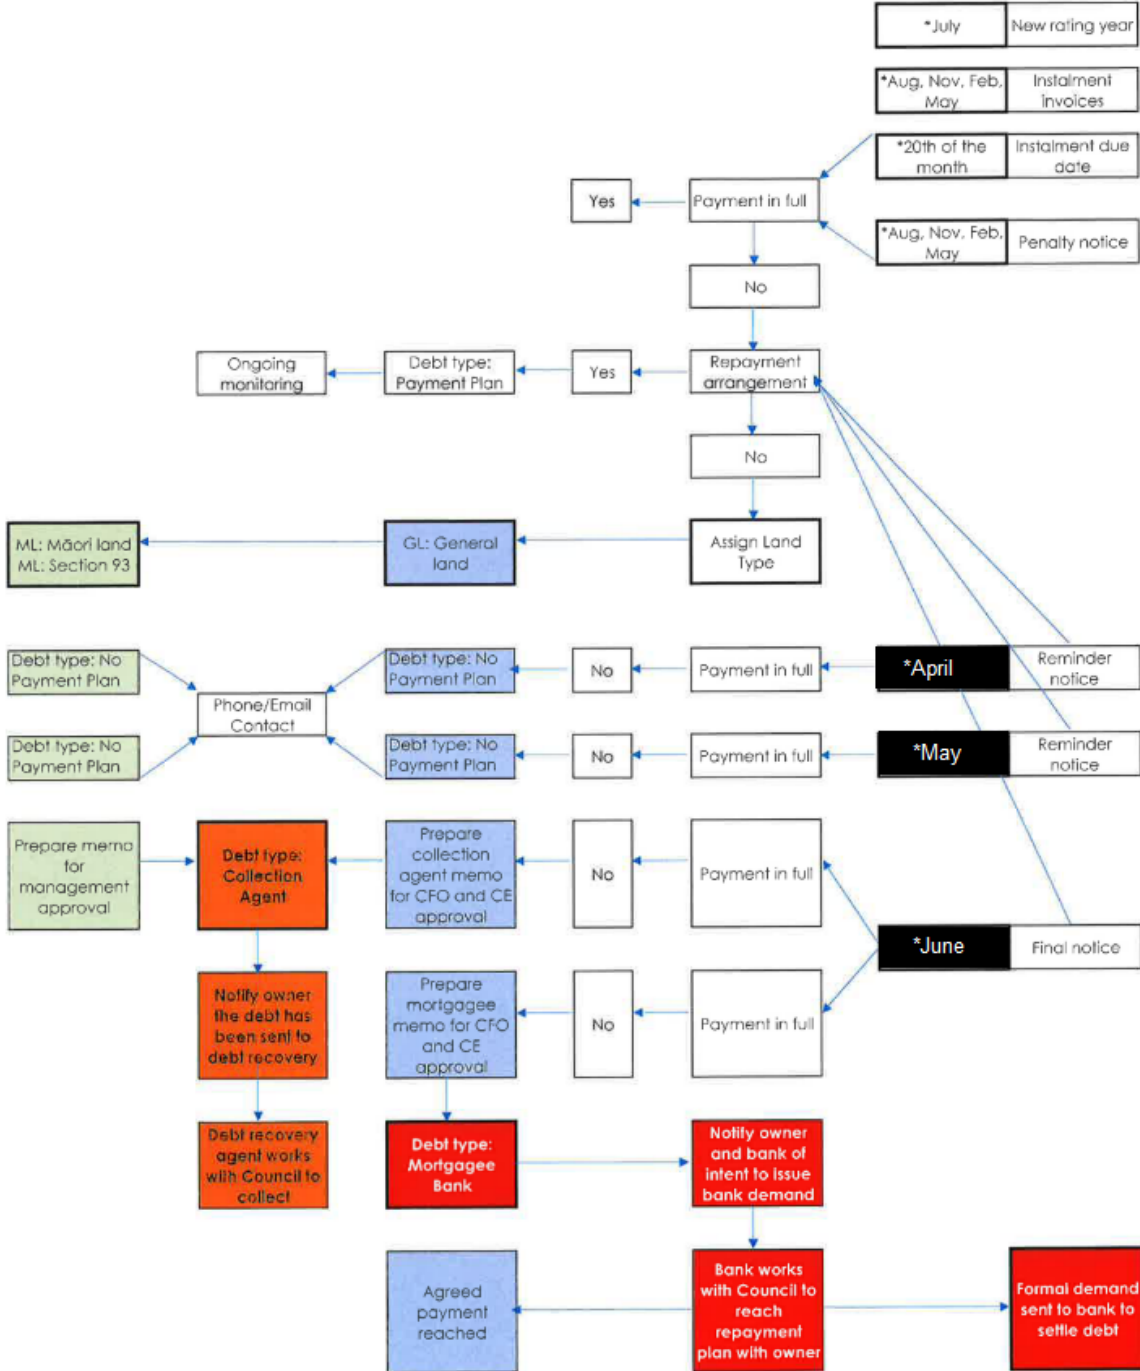 *July
New rating year
*Aug, Nov, Feb,
May
Instalment
invoices
*20th of the
month
Instalment due
date
Yes
Payment in full
*Aug, Nov, Feb,
May
Penalty notice
No
Ongoing
monitoring
Debt type:
Payment Plan
Yes
Repayment
arrangement
No
ML: Māori land
ML: Section 93
GL: General
land
Assign Land
Type
Debt type: No
Payment Plan
Debt type: No
Payment Plan
No
Payment in full
*April
Reminder
notice
Phone/Email
Contact
Debt type: No
Payment Plan
Debt type: No
Payment Plan
No
Payment in full
*May
Reminder
notice
Prepare memo
for
management
approval
Debt type:
Collection
Agent
Prepare
collection
agent memo
for CFO and CE
approval
No
Payment in full
*June
Final notice
Notify owner
the debt has
been sent to
debt recovery
Prepare
mortgagee
memo for CFO
and CE
approval
No
Payment in full
Debt recovery
agent works
with Council to
collect
Debt type:
Mortgagee
Bank
Notify owner
and bank of
intent to issue
bank demand
Agreed
payment
reached
Bank works
with Council to
reach
repayment
plan with owner
Formal demand
sent to bank to
settle debt